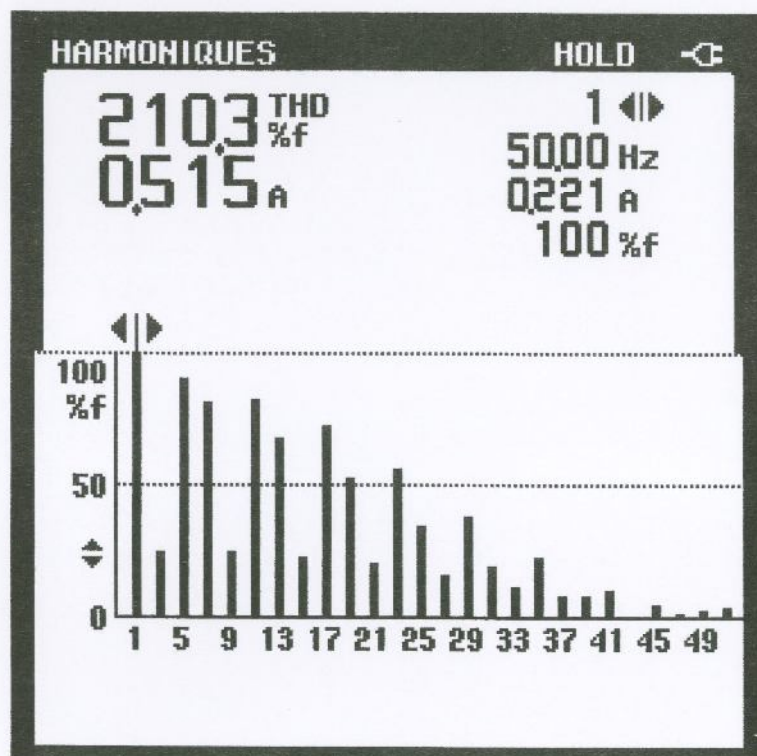 HARMONIQUES HOLD
210,3 THD %f
0,515 A
1
50,00 Hz
0,221 A
100 %f
100
%f
50
0
1 5 9 13 17 21 25 29 33 37 41 45 49